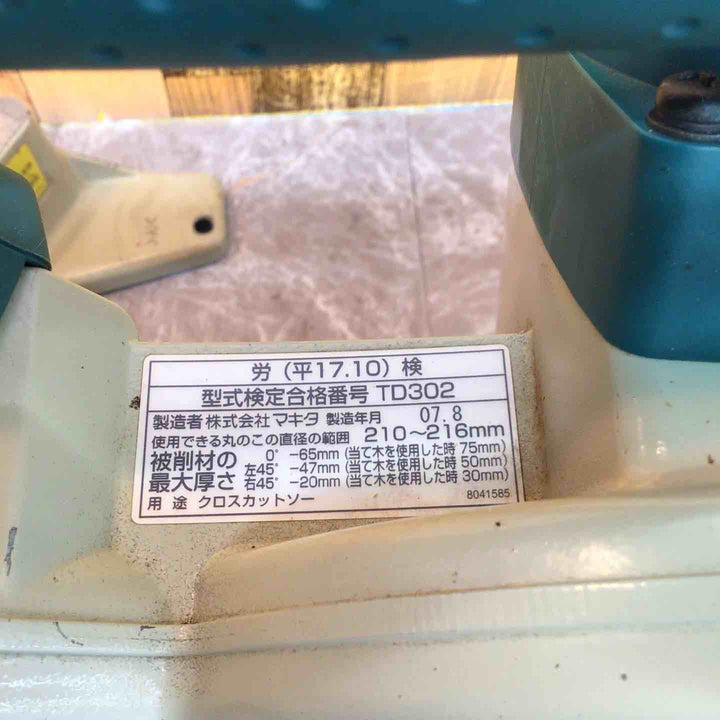 労（平17.10）検
型式検定合格番号 TD302
製造者 株式会社 マキタ 製造年月 07. 8
使用できる丸のこの直径の範囲 210～216mm
被削材の最大厚さ
0° -65mm (当て木を使用した時 75mm)
左45° -47mm (当て木を使用した時 50mm)
右45° -20mm (当て木を使用した時 30mm)
用 途 クロスカットソー
8041585